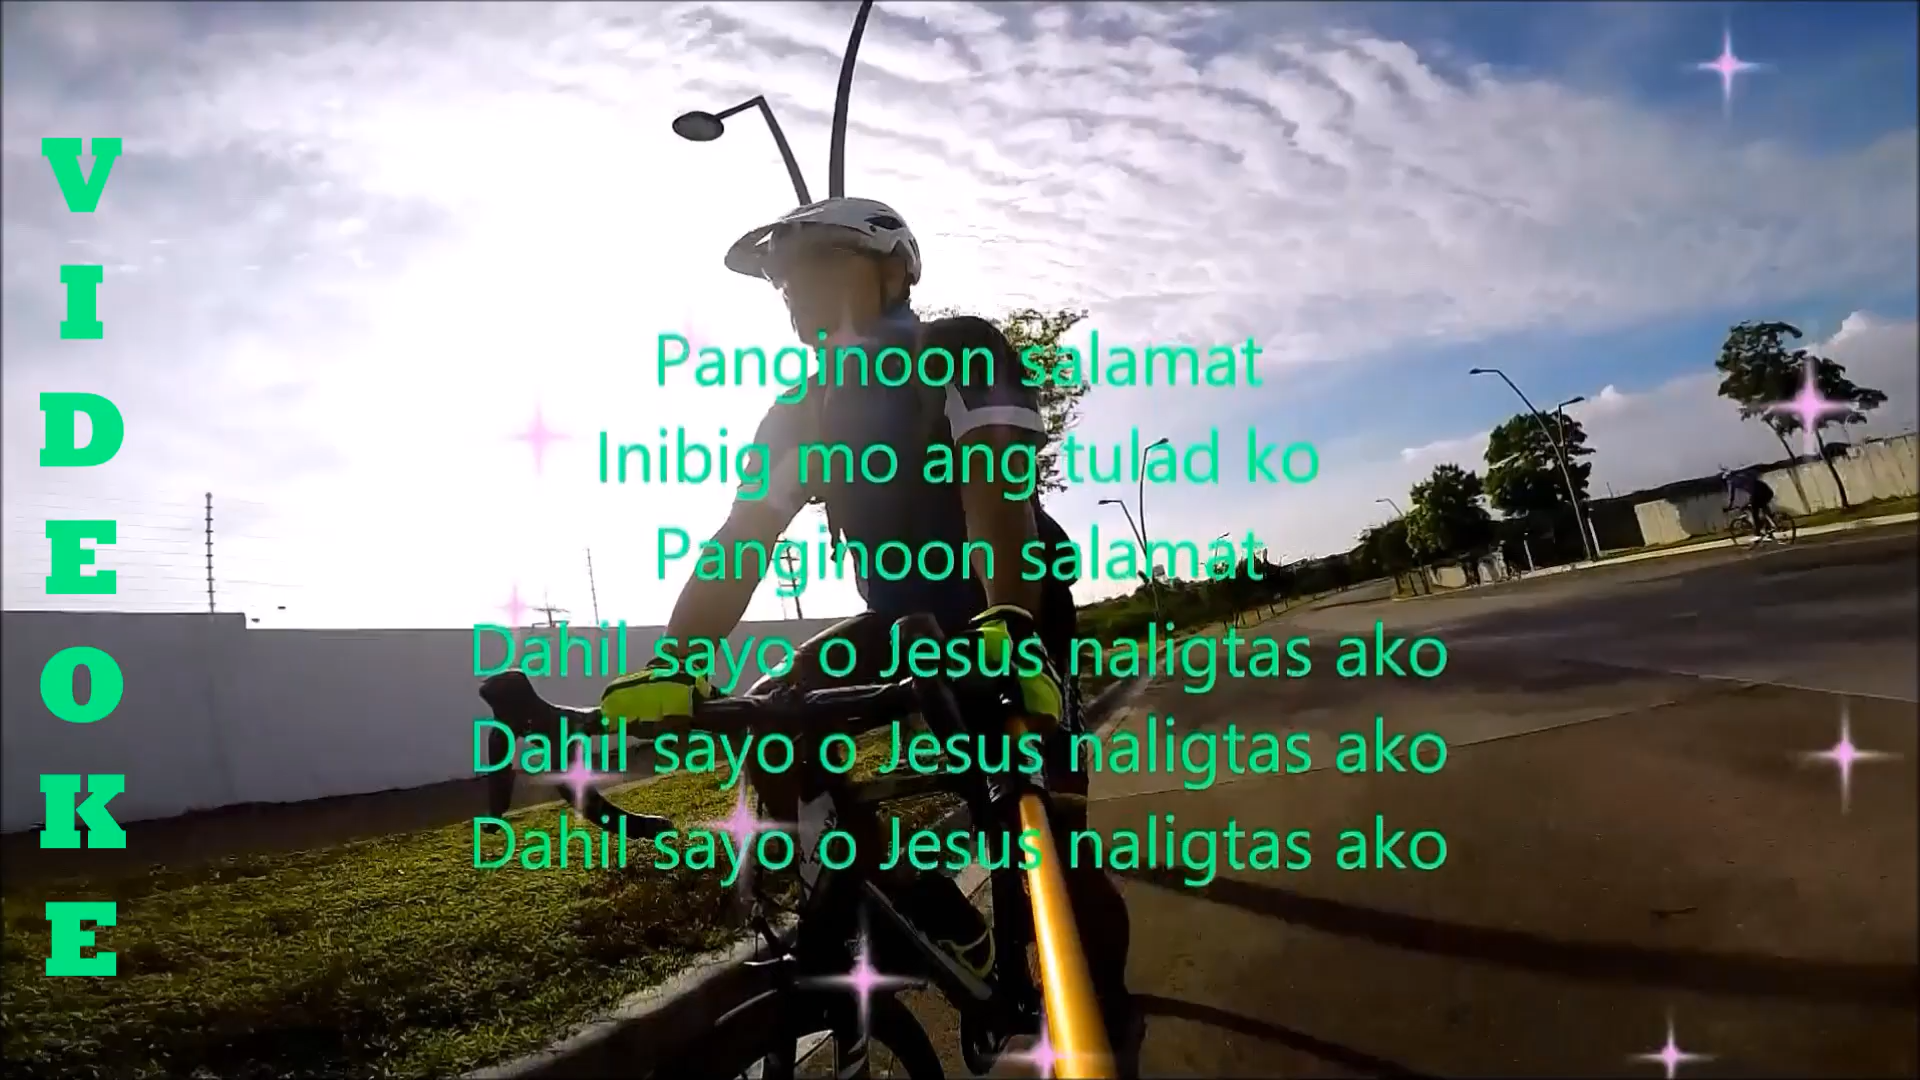 VIDEOKE
Panginoon salamat
Inibig mo ang tulad ko
Panginoon salamat
Dahil sayo o Jesus naligtas ako
Dahil sayo o Jesus naligtas ako
Dahil sayo o Jesus naligtas ako